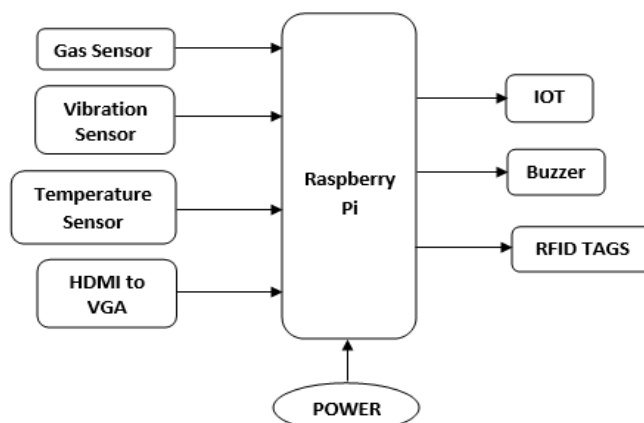 Gas Sensor
Vibration
Sensor
Temperature
Sensor
HDMI to
VGA
Raspberry
Pi
IOT
Buzzer
RFID TAGS
POWER